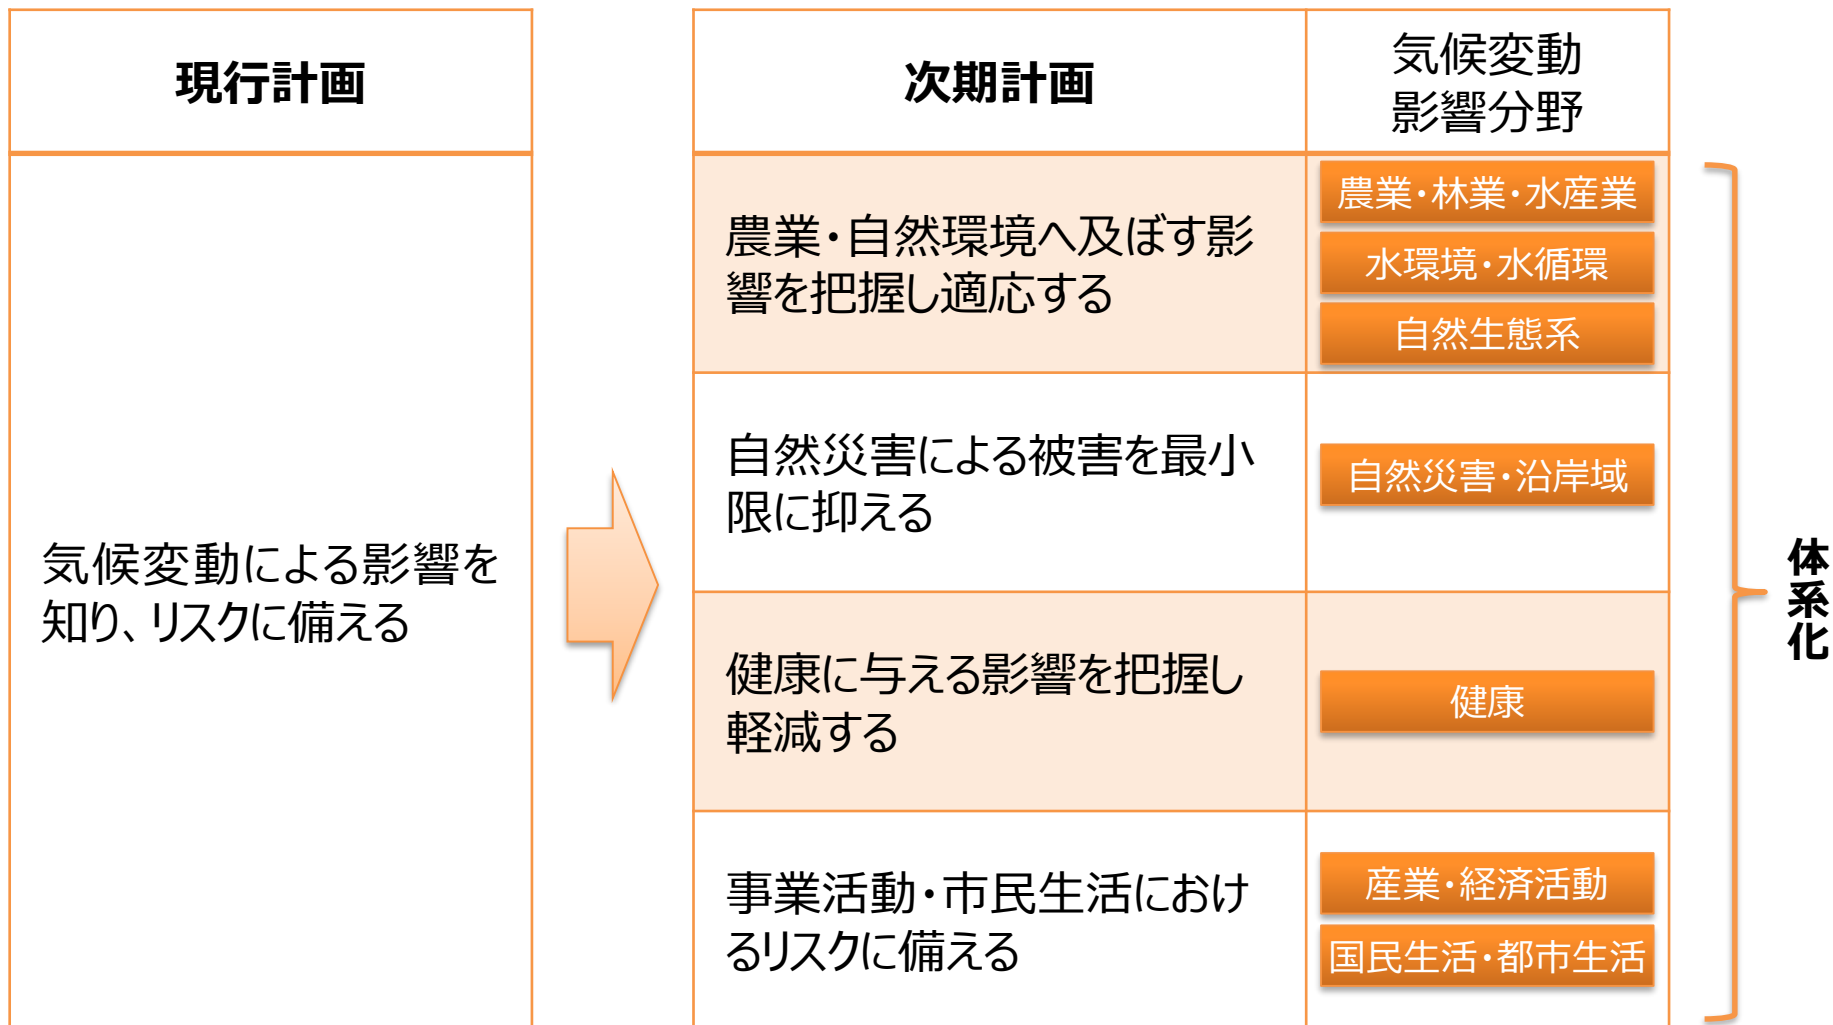 現行計画
気候変動による影響を
知り、リスクに備える
次期計画
気候変動
影響分野
農業・自然環境へ及ぼす影
響を把握し適応する
農業・林業・水産業
水環境・水循環
自然生態系
自然災害による被害を最小
限に抑える
自然災害・沿岸域
健康に与える影響を把握し
軽減する
健康
事業活動・市民生活におけ
るリスクに備える
産業・経済活動
国民生活・都市生活
体系化